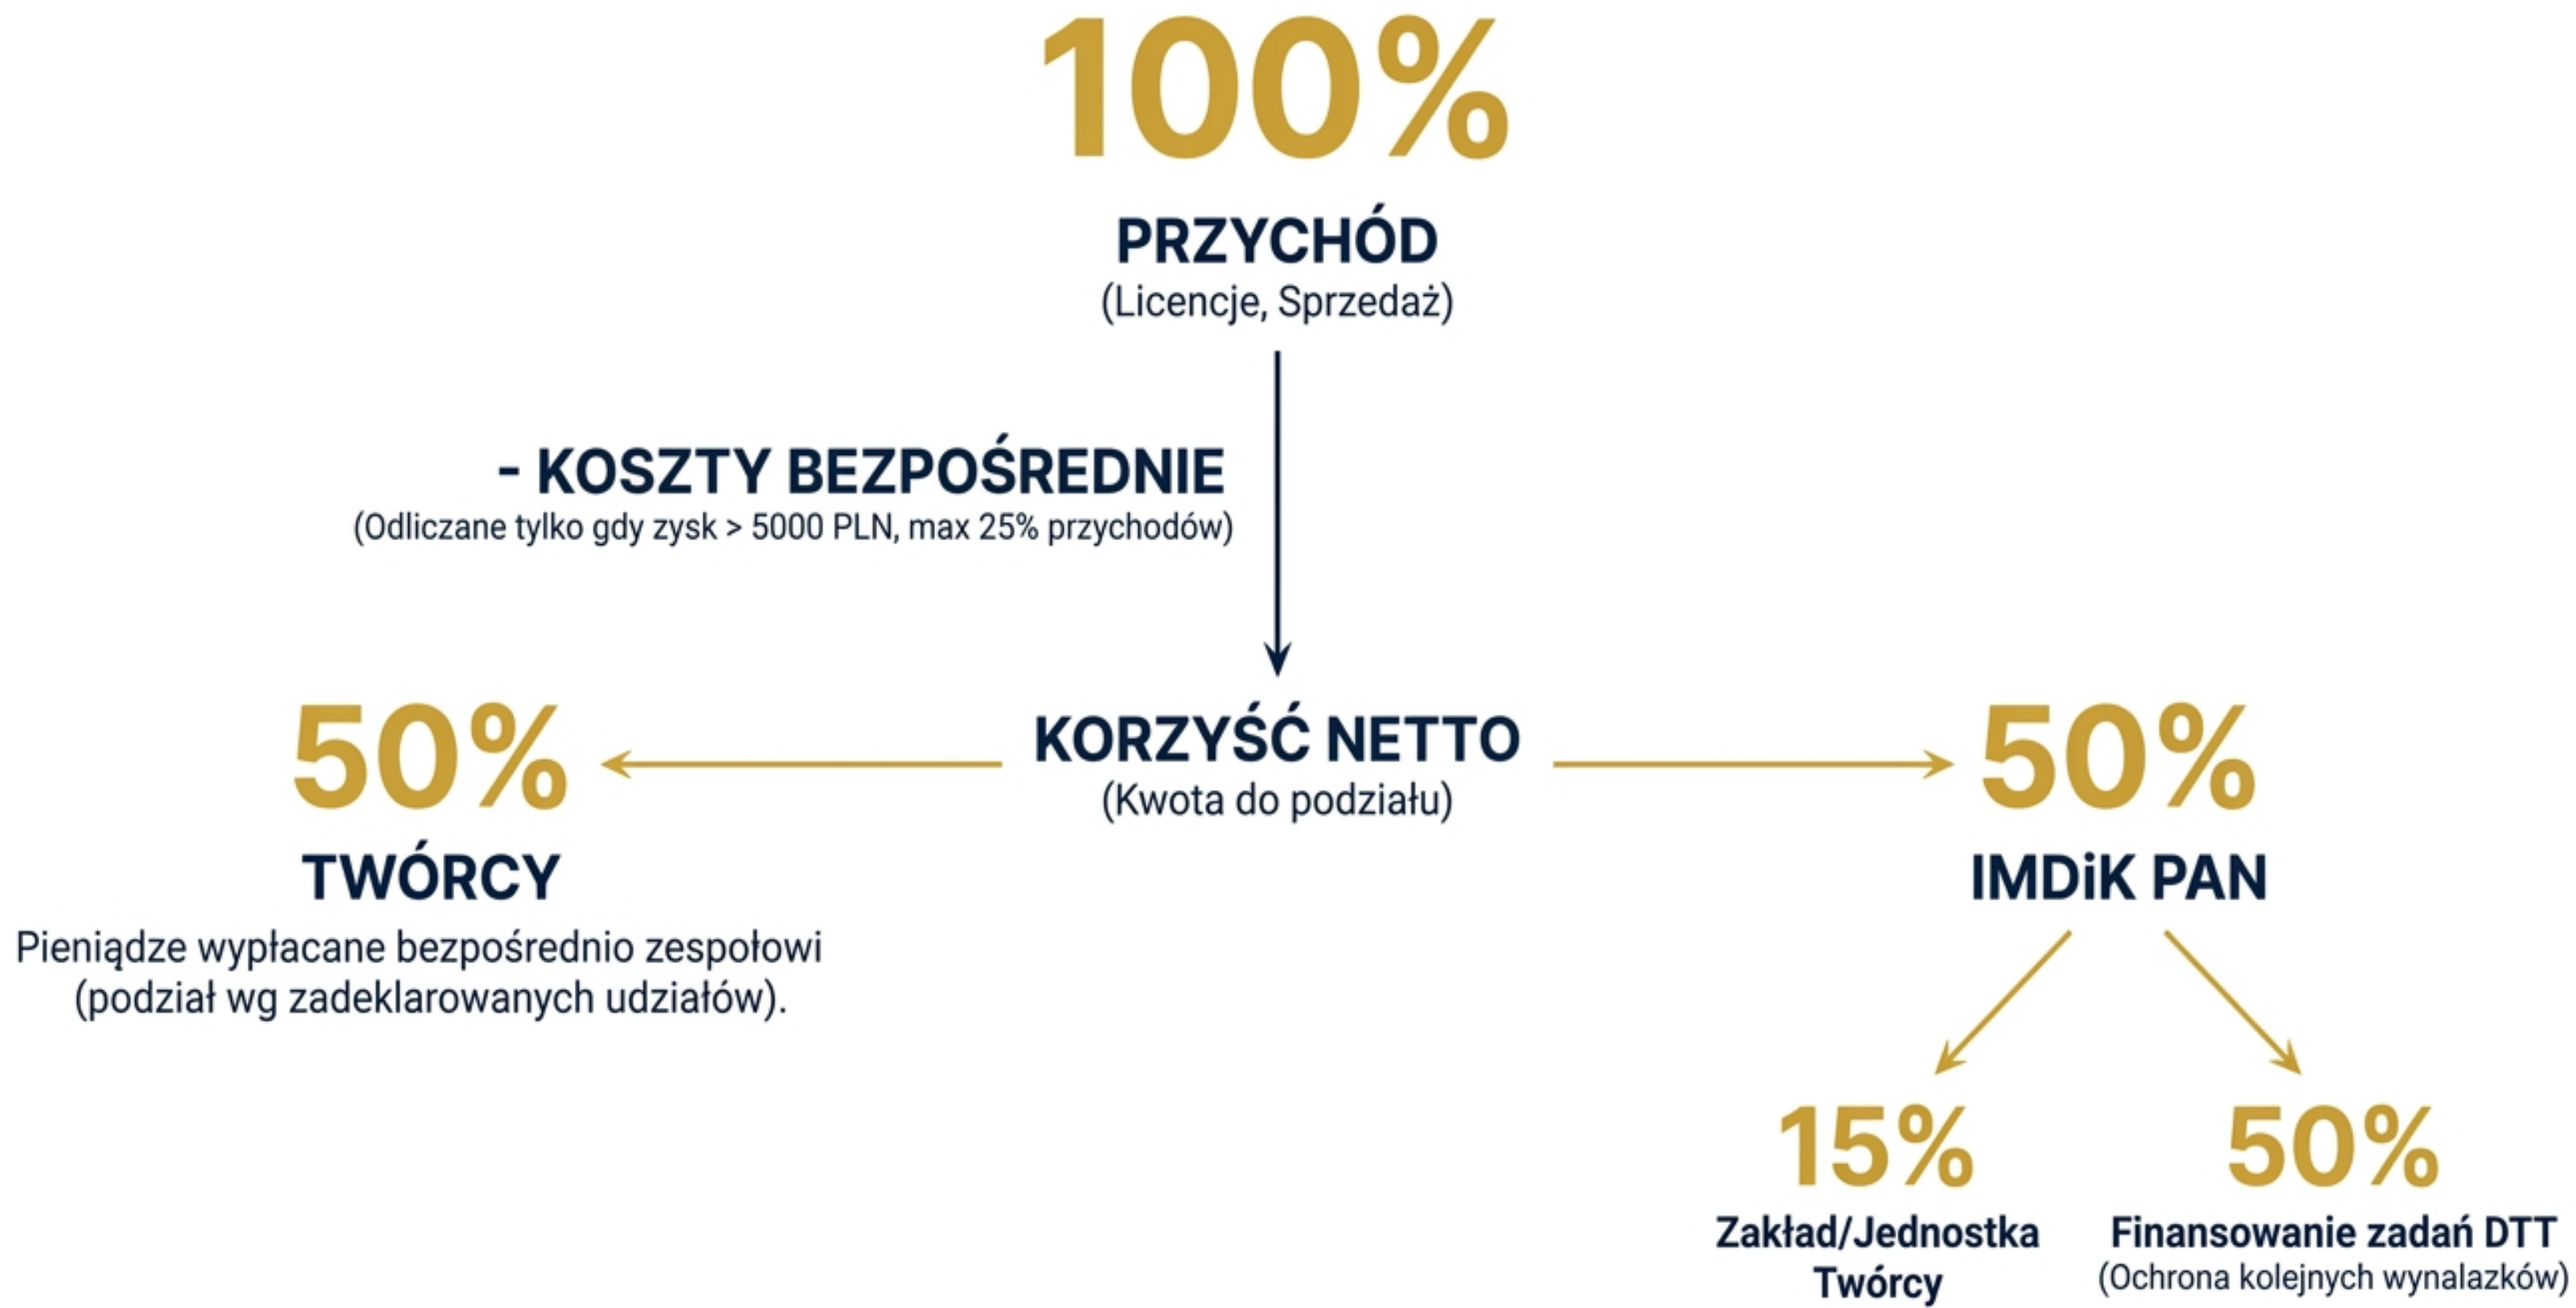 100%
PRZYCHÓD
(Licencje, Sprzedaż)
- KOSZTY BEZPOŚREDNIE
(Odliczane tylko gdy zysk > 5000 PLN, max 25% przychodów)
KORZYŚĆ NETTO
(Kwota do podziału)
50%
TWÓRCY
Pieniądze wypłacane bezpośrednio zespołowi
(podział wg zadeklarowanych udziałów).
50%
IMDiK PAN
15%
Zakład/Jednostka
Twórcy
50%
Finansowanie zadań DTT
(Ochrona kolejnych wynalazków)